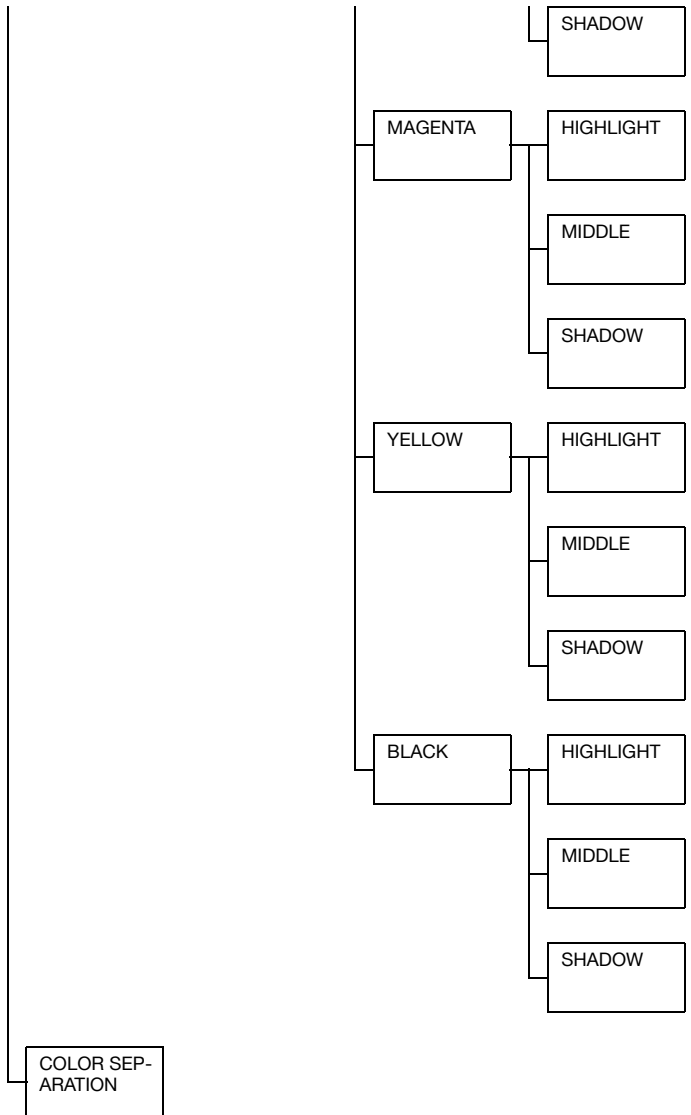 SHADOW
MAGENTA
HIGHLIGHT
MIDDLE
SHADOW
YELLOW
HIGHLIGHT
MIDDLE
SHADOW
BLACK
HIGHLIGHT
MIDDLE
SHADOW
COLOR SEP-
ARATION